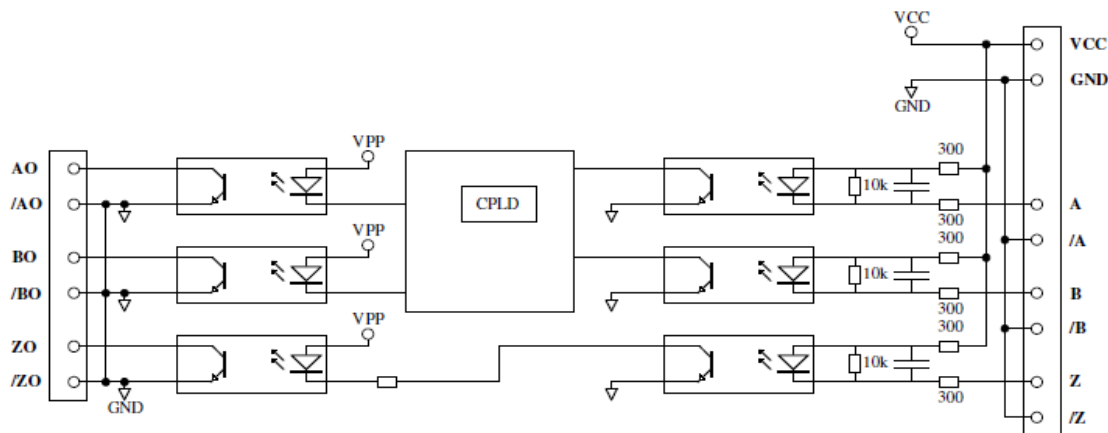 VCC
VCC
GND
GND
VPP
300
AO
10k
/AO
CPLD
A
300
VPP
/A
BO
300
10k
/BO
B
300
VPP
/B
300
ZO
10k
/ZO
Z
GND
300
/Z